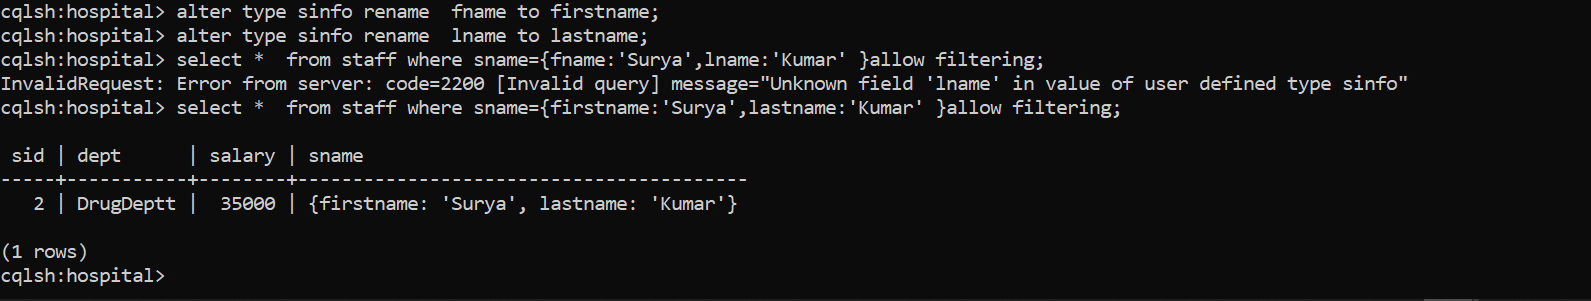 cqlsh:hospital> alter type sinfo rename  fname to firstname;
cqlsh:hospital> alter type sinfo rename  lname to lastname;
cqlsh:hospital> select *  from staff where sname={fname:'Surya',lname:'Kumar' }allow filtering;
InvalidRequest: Error from server: code=2200 [Invalid query] message="Unknown field 'lname' in value of user defined type sinfo"
cqlsh:hospital> select *  from staff where sname={firstname:'Surya',lastname:'Kumar' }allow filtering;
 sid | dept      | salary | sname
-----+-----------+--------+-----------------------------------------
   2 | DrugDeptt |  35000 | {firstname: 'Surya', lastname: 'Kumar'}
(1 rows)
cqlsh:hospital>